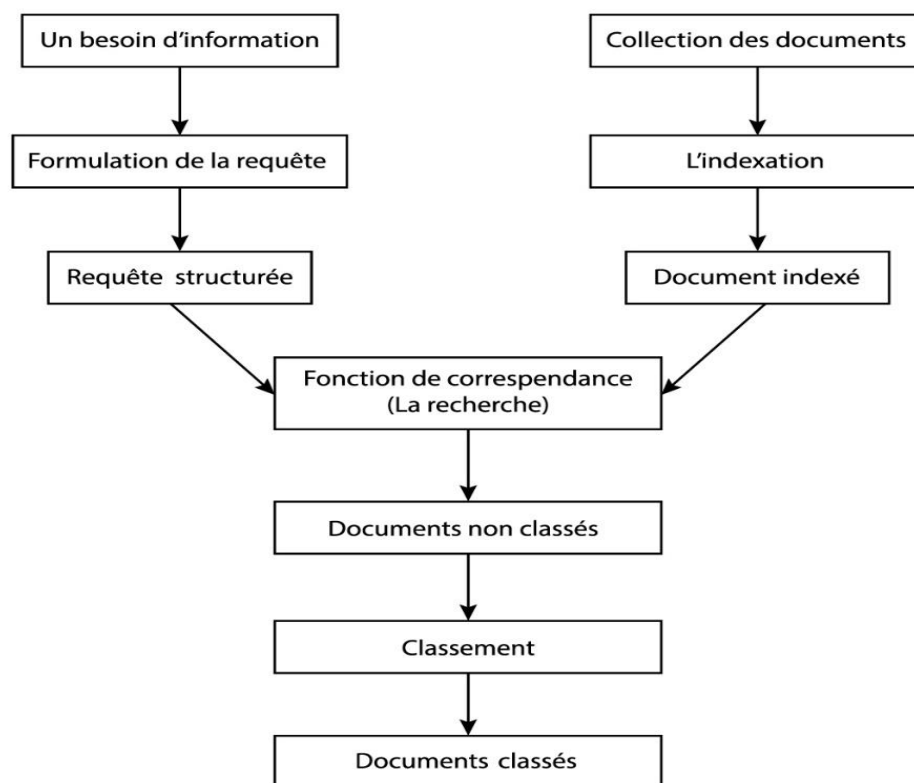 Un besoin d’information
Collection des documents
Formulation de la requête
L’indexation
Requête structurée
Document indexé
Fonction de correspendance
(La recherche)
Documents non classés
Classement
Documents classés